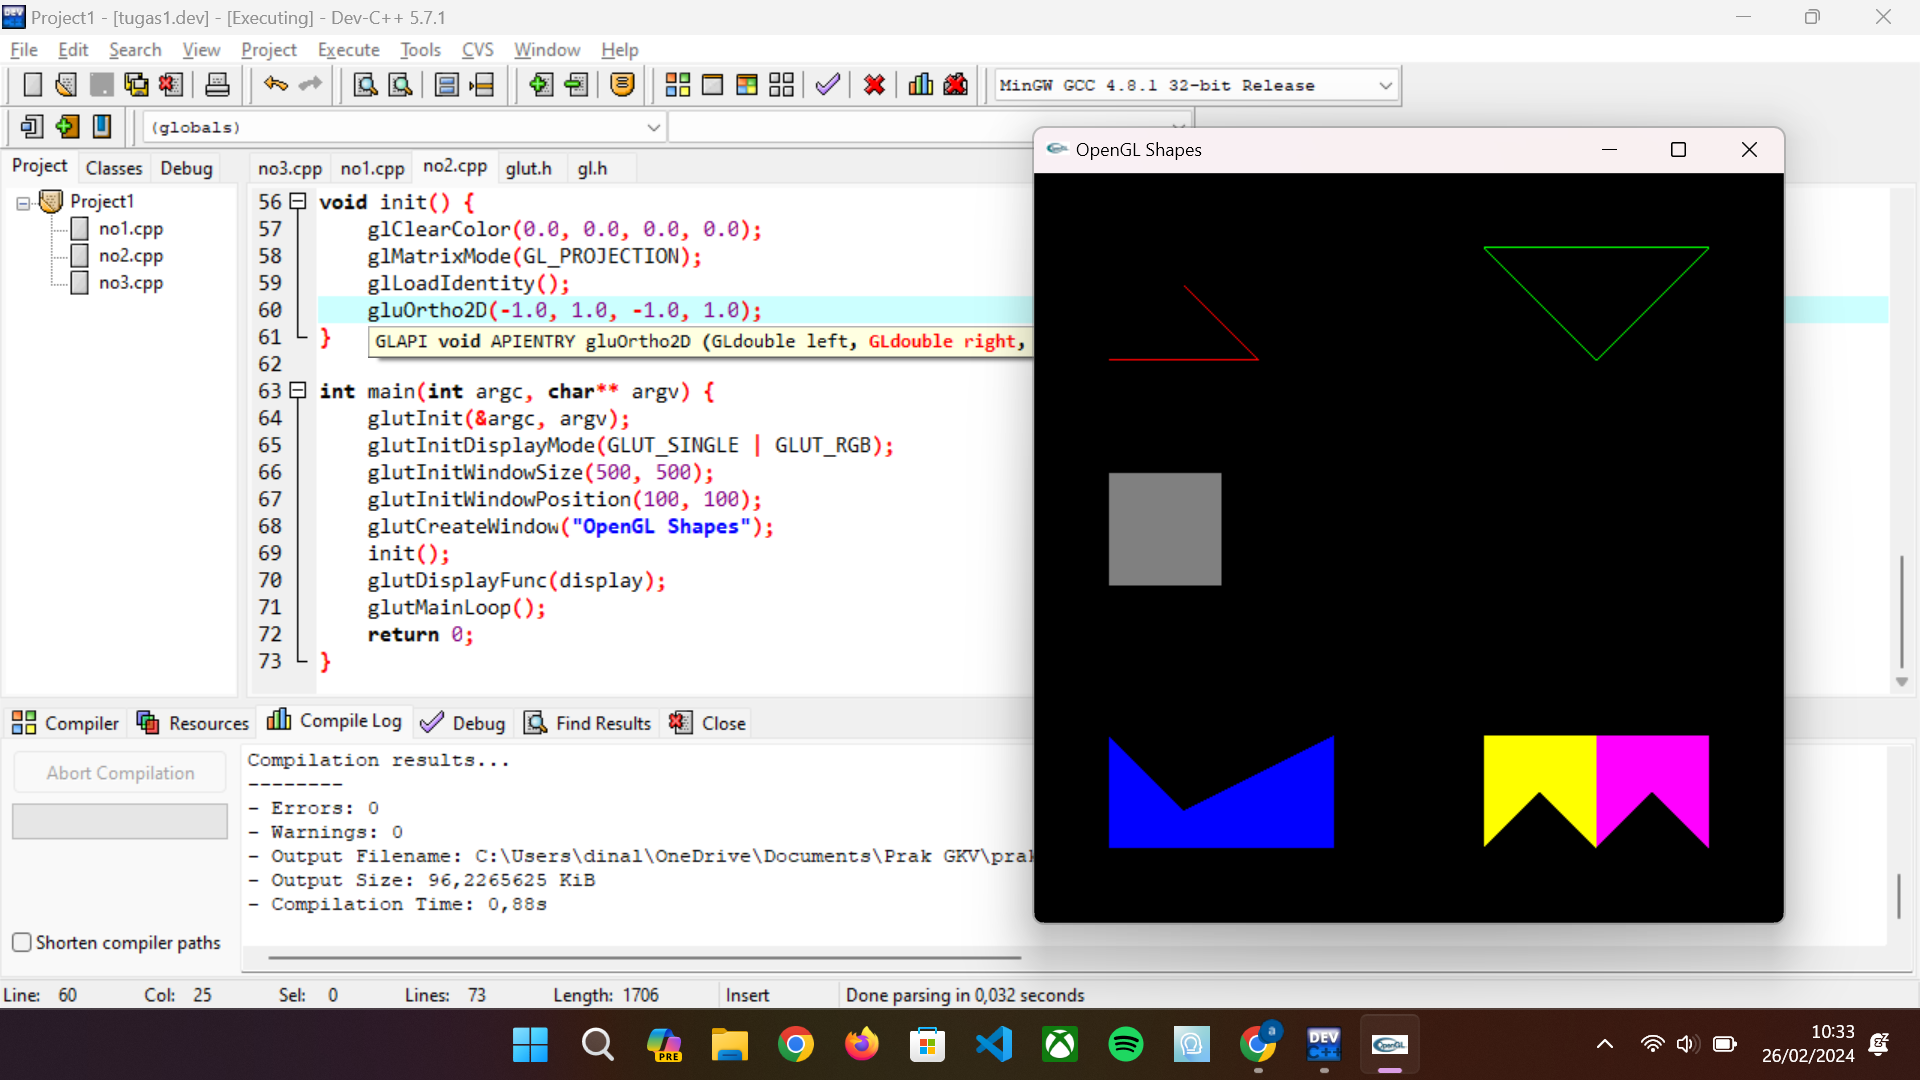 Project1 - [tugas1.dev] - [Executing] - Dev-C++ 5.7.1
File Edit Search View Project Execute Tools CVS Window Help
MinGW GCC 4.8.1 32-bit Release
(globals)
Project Classes Debug
no3.cpp no1.cpp no2.cpp glut.h gl.h
Project1
no1.cpp
no2.cpp
no3.cpp
56 void init() {
57 glClearColor(0.0, 0.0, 0.0, 0.0);
58 glMatrixMode(GL_PROJECTION);
59 glLoadIdentity();
60 gluOrtho2D(-1.0, 1.0, -1.0, 1.0);
61 }
GLAPI void APIENTRY gluOrtho2D (GLdouble left, GLdouble right,
62
63 int main(int argc, char** argv) {
64 glutInit(&argc, argv);
65 glutInitDisplayMode(GLUT_SINGLE | GLUT_RGB);
66 glutInitWindowSize(500, 500);
67 glutInitWindowPosition(100, 100);
68 glutCreateWindow("OpenGL Shapes");
69 init();
70 glutDisplayFunc(display);
71 glutMainLoop();
72 return 0;
73 }
OpenGL Shapes
Compiler Resources Compile Log Debug Find Results Close
Abort Compilation
Shorten compiler paths
Compilation results...
--------
- Errors: 0
- Warnings: 0
- Output Filename: C:\Users\dinal\OneDrive\Documents\Prak GKV\prak
- Output Size: 96,2265625 KiB
- Compilation Time: 0,88s
Line: 60 Col: 25 Sel: 0 Lines: 73 Length: 1706 Insert Done parsing in 0,032 seconds
PRE
a
DEV
C++
OpenGL
10:33
26/02/2024